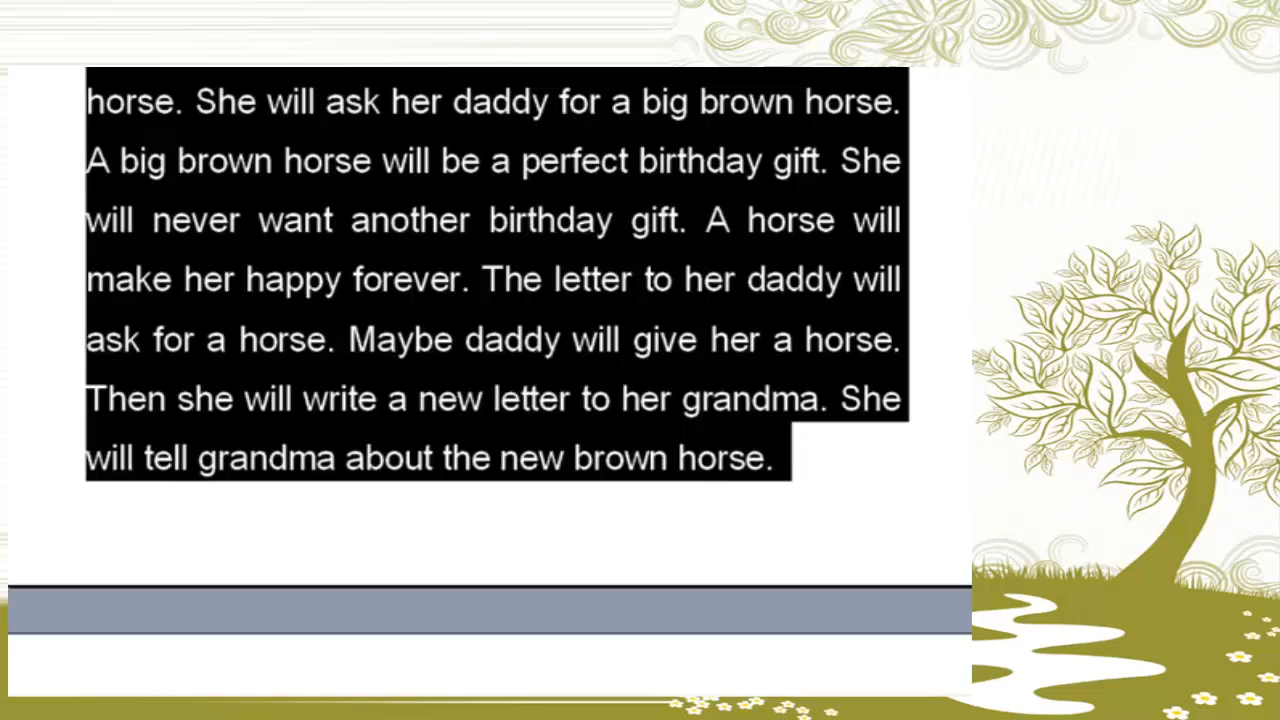 horse. She will ask her daddy for a big brown horse.
A big brown horse will be a perfect birthday gift. She
will never want another birthday gift. A horse will
make her happy forever. The letter to her daddy will
ask for a horse. Maybe daddy will give her a horse.
Then she will write a new letter to her grandma. She
will tell grandma about the new brown horse.